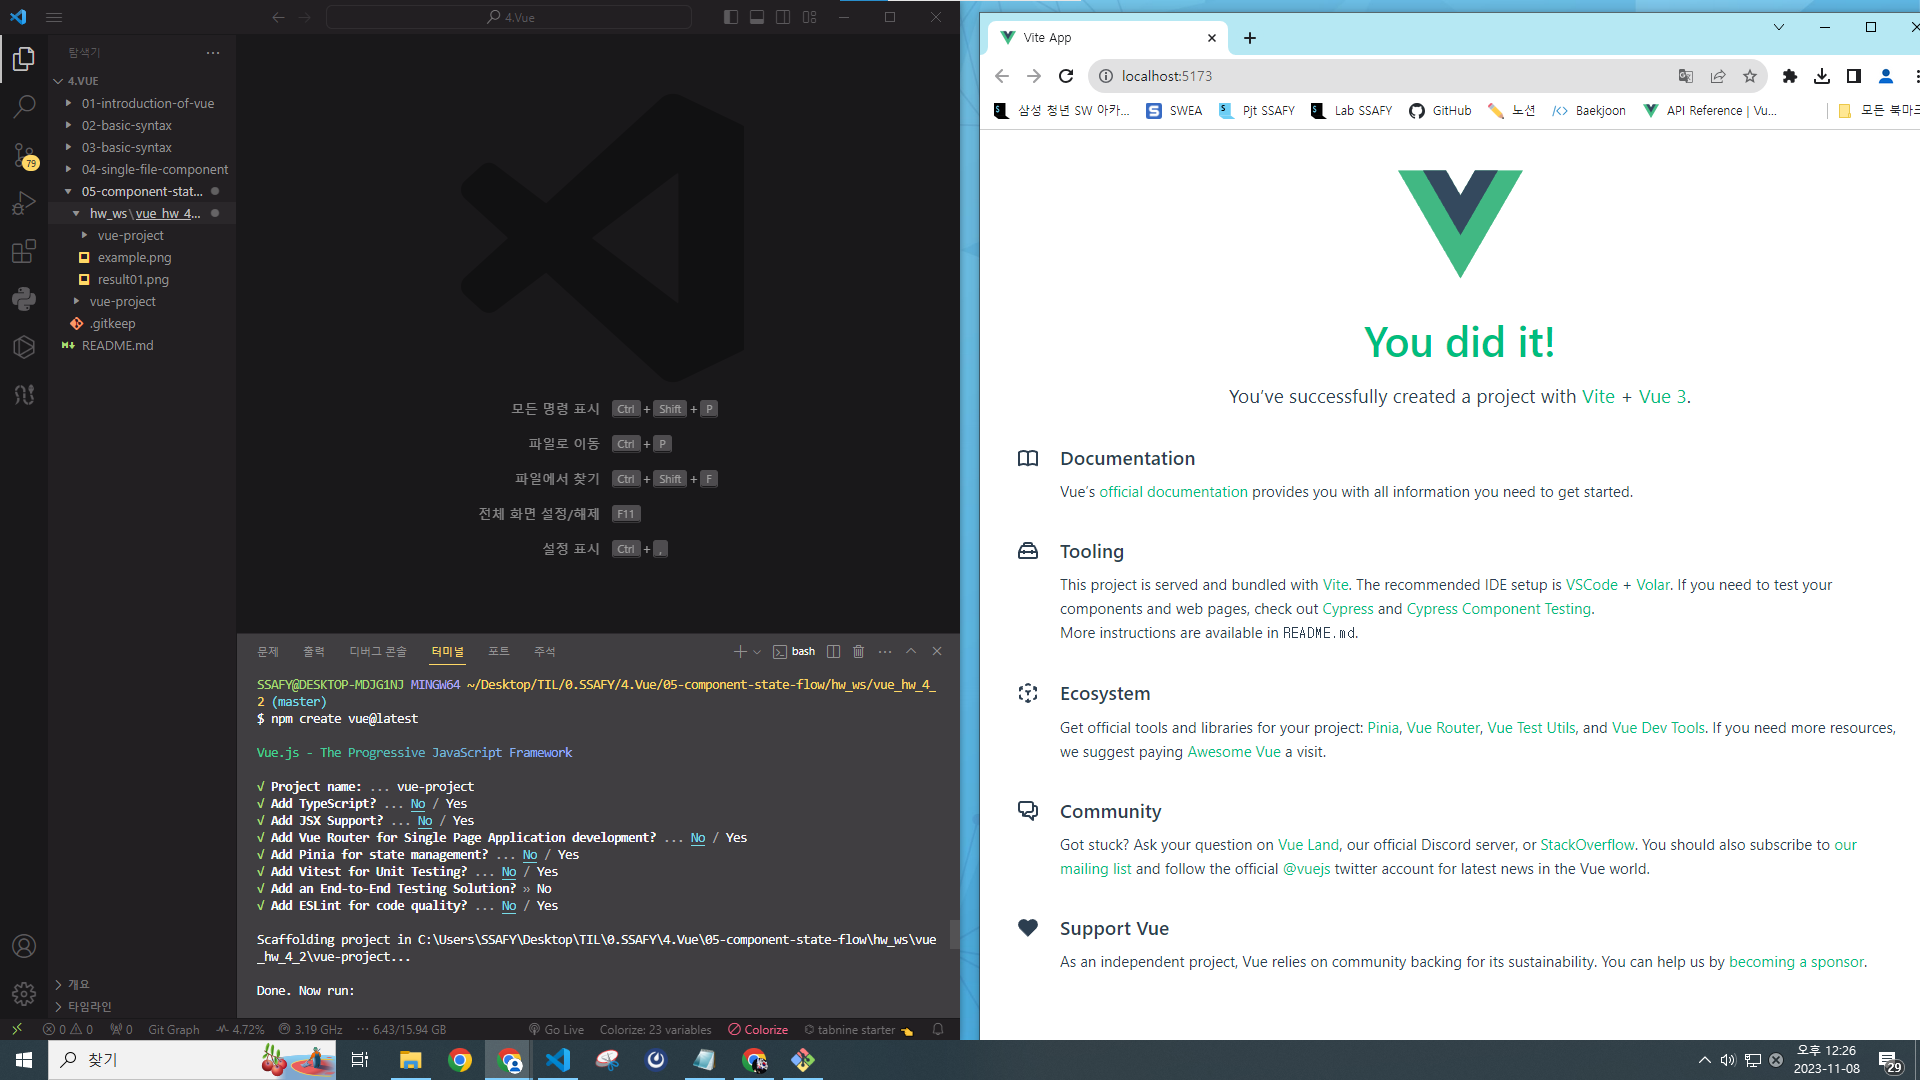 4.Vue
탐색기
4.VUE
01-introduction-of-vue
02-basic-syntax
03-basic-syntax
04-single-file-component
05-component-stat...
hw_ws\vue_hw_4...
vue-project
example.png
result01.png
vue-project
.gitkeep
README.md
79
개요
타임라인
모든 명령 표시 Ctrl + Shift + P
파일로 이동 Ctrl + P
파일에서 찾기 Ctrl + Shift + F
전체 화면 설정/해제 F11
설정 표시 Ctrl + ,
문제 출력 디버그 콘솔 터미널 포트 주석 bash
SSAFY@DESKTOP-MDJG1NJ MINGW64 ~/Desktop/TIL/0.SSAFY/4.Vue/05-component-state-flow/hw_ws/vue_hw_4_
2 (master)
$ npm create vue@latest
Vue.js - The Progressive JavaScript Framework
√ Project name: ... vue-project
√ Add TypeScript? ... No / Yes
√ Add JSX Support? ... No / Yes
√ Add Vue Router for Single Page Application development? ... No / Yes
√ Add Pinia for state management? ... No / Yes
√ Add Vitest for Unit Testing? ... No / Yes
√ Add an End-to-End Testing Solution? » No
√ Add ESLint for code quality? ... No / Yes
Scaffolding project in C:\Users\SSAFY\Desktop\TIL\0.SSAFY\4.Vue\05-component-state-flow\hw_ws\vue
_hw_4_2\vue-project...
Done. Now run:
0 0 0 Git Graph 4.72% 3.19 GHz 6.43/15.94 GB Go Live Colorize: 23 variables Colorize tabnine starter
Vite App
localhost:5173
삼성 청년 SW 아카... SWEA Pjt SSAFY Lab SSAFY GitHub 노션 Baekjoon API Reference | Vu... 모든 북마크
You did it!
You've successfully created a project with Vite + Vue 3.
Documentation
Vue's official documentation provides you with all information you need to get started.
Tooling
This project is served and bundled with Vite. The recommended IDE setup is VSCode + Volar. If you need to test your
components and web pages, check out Cypress and Cypress Component Testing.
More instructions are available in README.md.
Ecosystem
Get official tools and libraries for your project: Pinia, Vue Router, Vue Test Utils, and Vue Dev Tools. If you need more resources,
we suggest paying Awesome Vue a visit.
Community
Got stuck? Ask your question on Vue Land, our official Discord server, or StackOverflow. You should also subscribe to our
mailing list and follow the official @vuejs twitter account for latest news in the Vue world.
Support Vue
As an independent project, Vue relies on community backing for its sustainability. You can help us by becoming a sponsor.
찾기
오후 12:26
2023-11-08
29